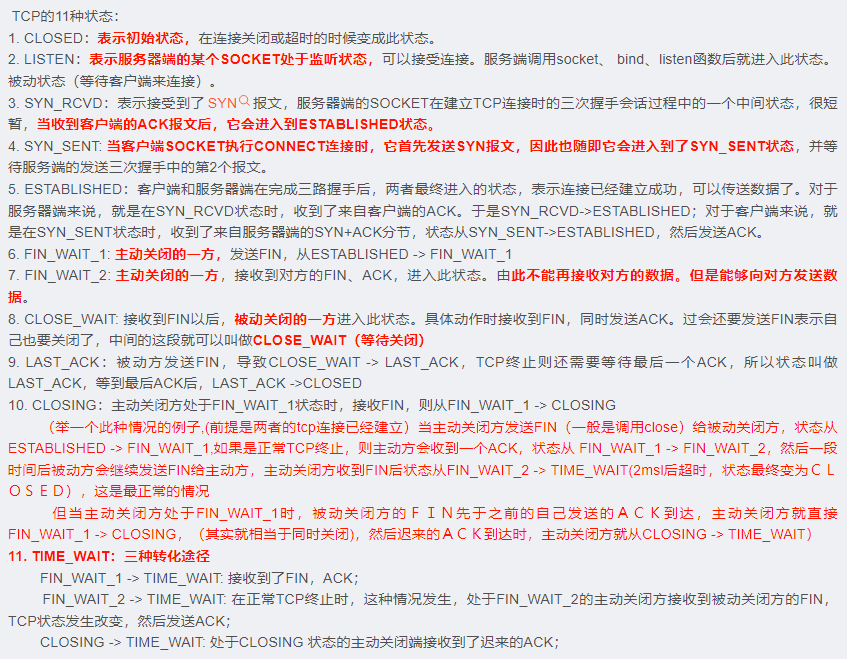 TCP的11种状态：
1. CLOSED：表示初始状态，在连接关闭或超时的时候变成此状态。
2. LISTEN：表示服务器端的某个SOCKET处于监听状态，可以接受连接。服务端调用socket、 bind、listen函数后就进入此状态。
被动状态（等待客户端来连接）。
3. SYN_RCVD：表示接受到了 SYN 报文，服务器端的SOCKET在建立TCP连接时的三次握手会话过程中的一个中间状态，很短
暂，当收到客户端的ACK报文后，它会进入到ESTABLISHED状态。
4. SYN_SENT: 当客户端SOCKET执行CONNECT连接时，它首先发送SYN报文，因此也随即它会进入到了SYN_SENT状态，并等
待服务端的发送三次握手中的第2个报文。
5. ESTABLISHED：客户端和服务器端在完成三路握手后，两者最终进入的状态，表示连接已经建立成功，可以传送数据了。对于
服务器端来说，就是在SYN_RCVD状态时，收到了来自客户端的ACK。于是SYN_RCVD->ESTABLISHED；对于客户端来说，就
是在SYN_SENT状态时，收到了来自服务器端的SYN+ACK分节，状态从SYN_SENT->ESTABLISHED，然后发送ACK。
6. FIN_WAIT_1: 主动关闭的一方，发送FIN，从ESTABLISHED -> FIN_WAIT_1
7. FIN_WAIT_2: 主动关闭的一方，接收到对方的FIN、ACK，进入此状态。由此不能再接收对方的数据。但是能够向对方发送数
据。
8. CLOSE_WAIT: 接收到FIN以后，被动关闭的一方进入此状态。具体动作时接收到FIN，同时发送ACK。过会还要发送FIN表示自
己也要关闭了，中间的这段就可以叫做CLOSE_WAIT（等待关闭）
9. LAST_ACK：被动方发送FIN，导致CLOSE_WAIT -> LAST_ACK，TCP终止则还需要等待最后一个ACK，所以状态叫做
LAST_ACK，等到最后ACK后，LAST_ACK ->CLOSED
10. CLOSING：主动关闭方处于FIN_WAIT_1状态时，接收FIN，则从FIN_WAIT_1 -> CLOSING
（举一个此种情况的例子,(前提是两者的tcp连接已经建立）当主动关闭方发送FIN（一般是调用close）给被动关闭方，状态从
ESTABLISHED -> FIN_WAIT_1,如果是正常TCP终止，则主动方会收到一个ACK，状态从 FIN_WAIT_1 -> FIN_WAIT_2，然后一段
时间后被动方会继续发送FIN给主动方，主动关闭方收到FIN后状态从FIN_WAIT_2 -> TIME_WAIT(2msl后超时，状态最终变为ＣＬ
ＯＳＥＤ），这是最正常的情况
但当主动关闭方处于FIN_WAIT_1时，被动关闭方的ＦＩＮ先于之前的自己发送的ＡＣＫ到达，主动关闭方就直接
FIN_WAIT_1 -> CLOSING，（其实就相当于同时关闭)，然后迟来的ＡＣＫ到达时，主动关闭方就从CLOSING -> TIME_WAIT）
11. TIME_WAIT：三种转化途径
FIN_WAIT_1 -> TIME_WAIT: 接收到了FIN，ACK；
FIN_WAIT_2 -> TIME_WAIT: 在正常TCP终止时，这种情况发生，处于FIN_WAIT_2的主动关闭方接收到被动关闭方的FIN，
TCP状态发生改变，然后发送ACK；
CLOSING -> TIME_WAIT: 处于CLOSING 状态的主动关闭端接收到了迟来的ACK；